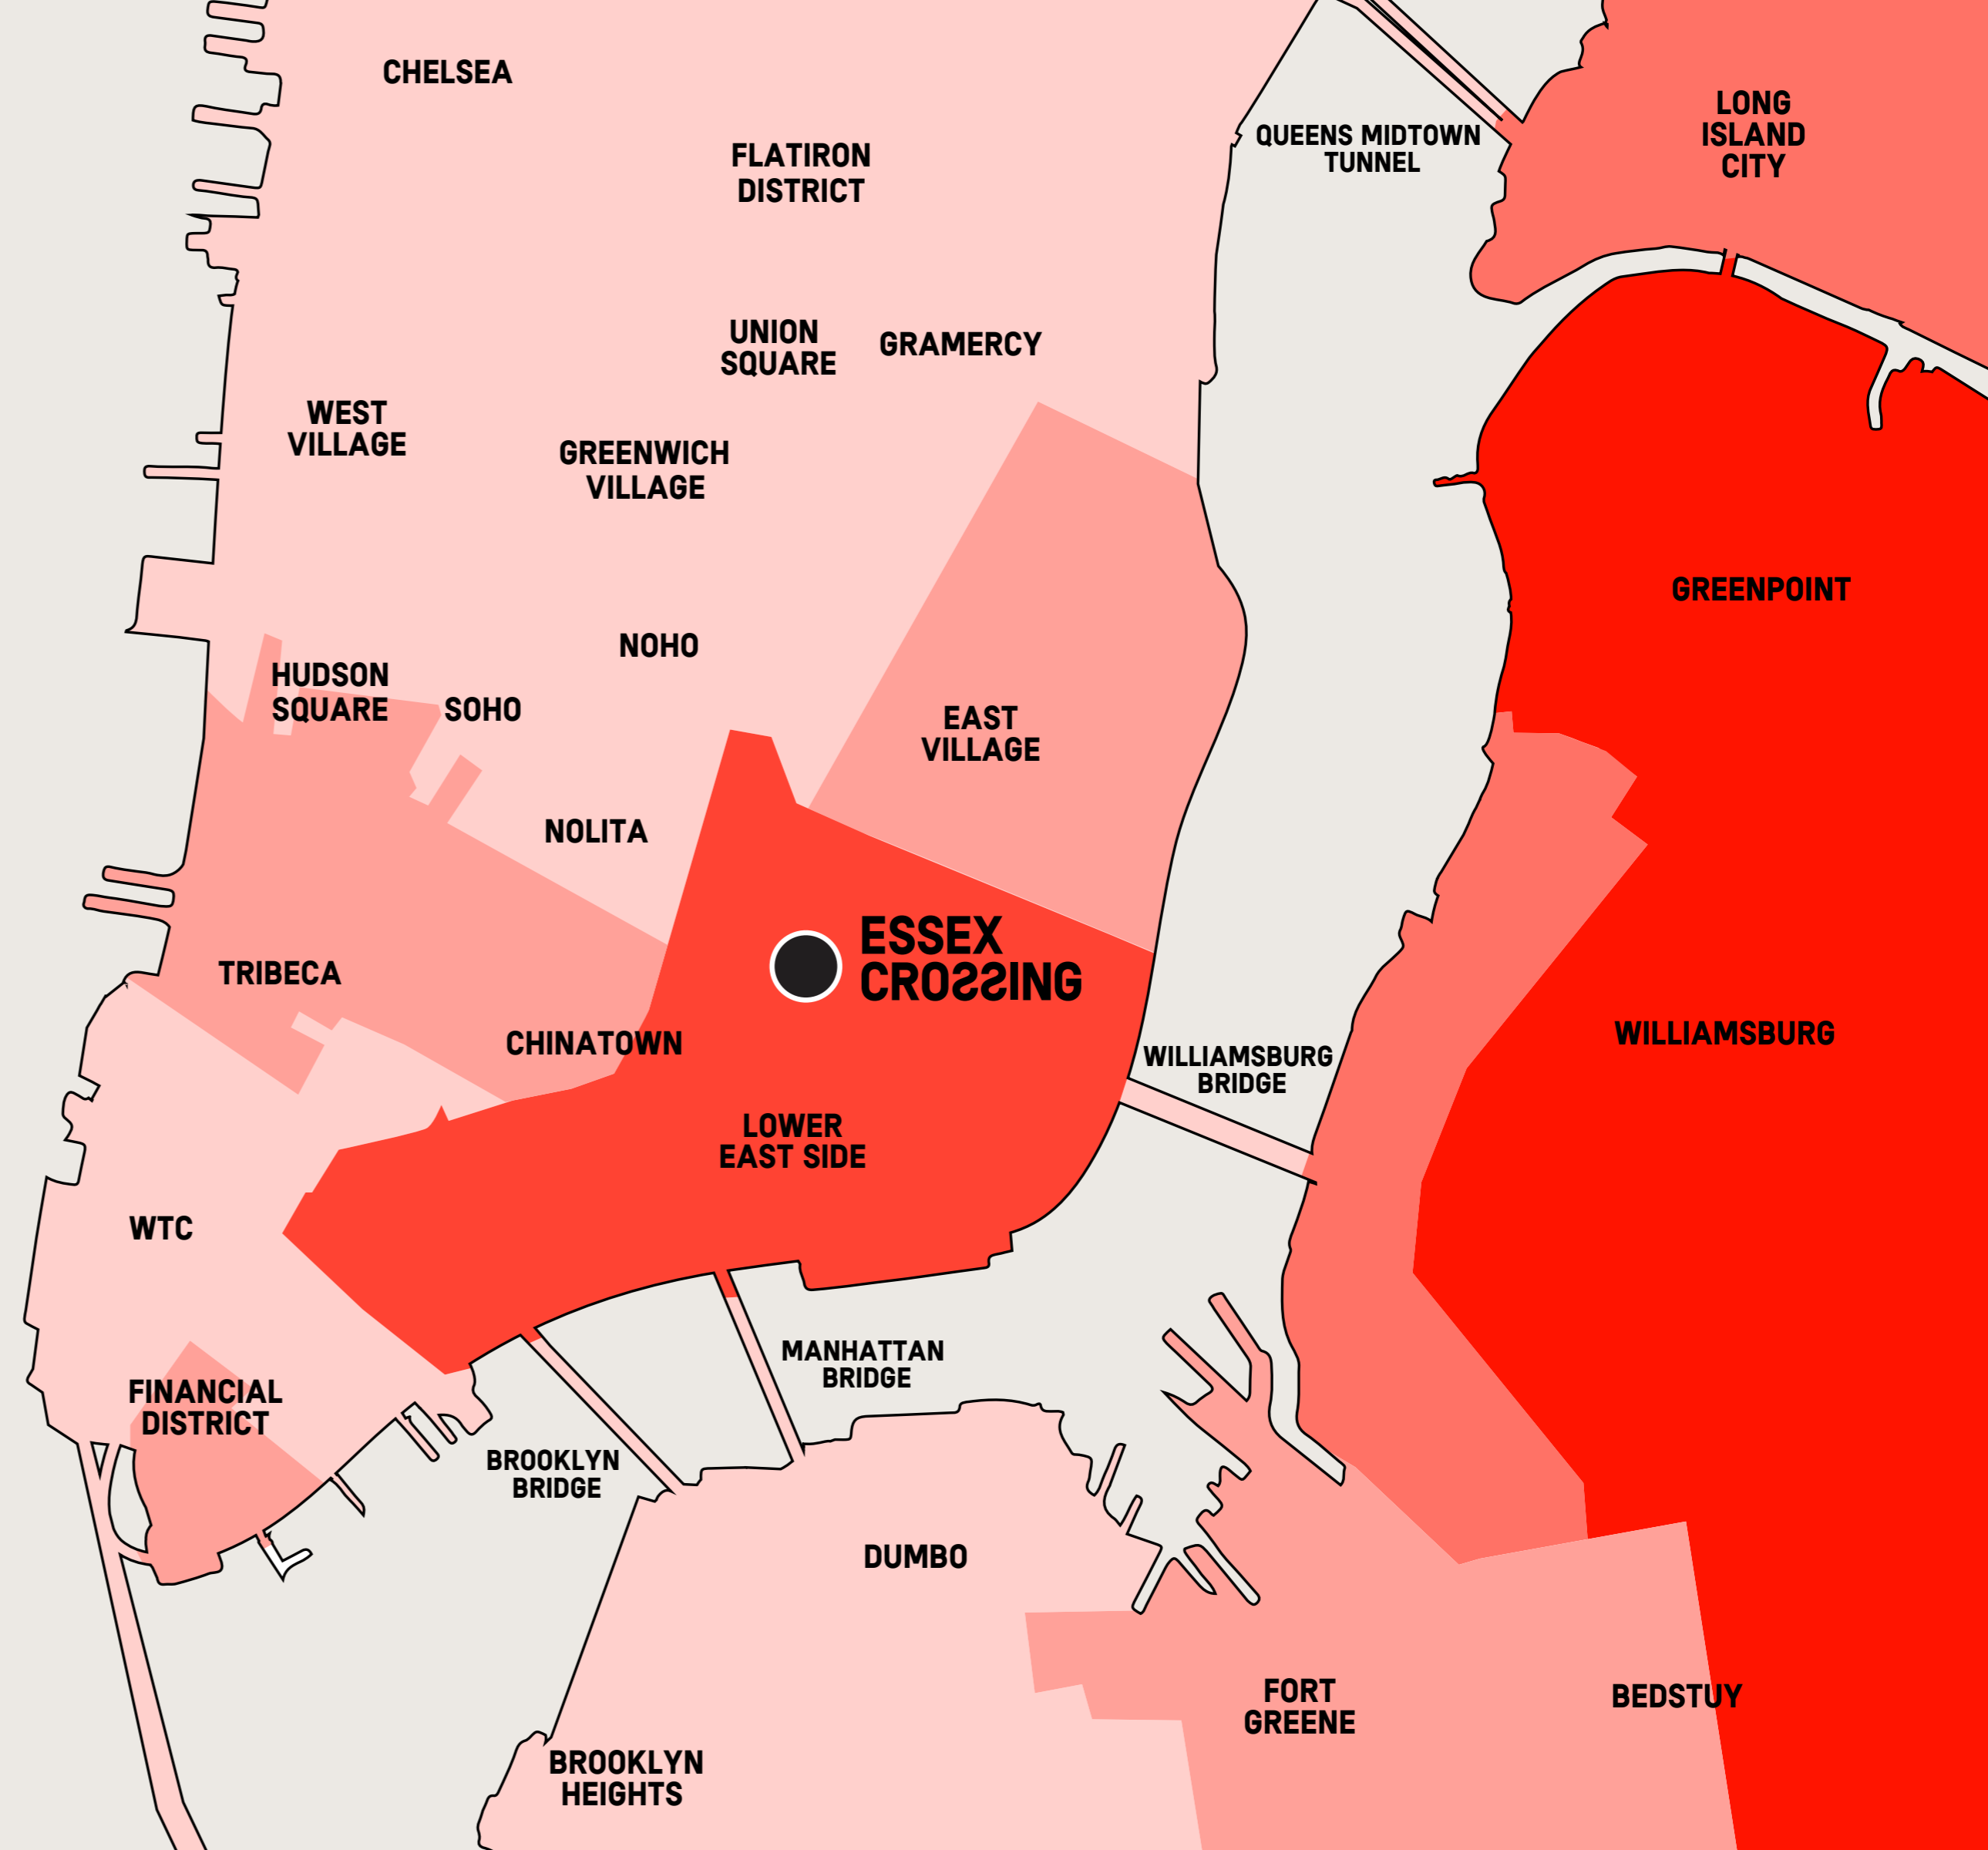 CHELSEA
FLATIRON
DISTRICT
QUEENS MIDTOWN
TUNNEL
LONG
ISLAND
CITY
UNION
SQUARE
GRAMERCY
WEST
VILLAGE
GREENWICH
VILLAGE
GREENPOINT
NOHO
HUDSON
SQUARE
SOHO
EAST
VILLAGE
NOLITA
ESSEX
CROSSING
TRIBECA
CHINATOWN
WILLIAMSBURG
BRIDGE
WILLIAMSBURG
LOWER
EAST SIDE
WTC
MANHATTAN
BRIDGE
FINANCIAL
DISTRICT
BROOKLYN
BRIDGE
DUMBO
FORT
GREENE
BEDSTUY
BROOKLYN
HEIGHTS